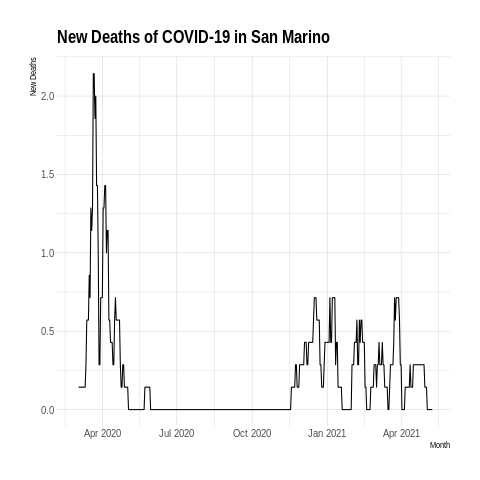 New Deaths of COVID-19 in San Marino
New Deaths
2.0
1.5
1.0
0.5
0.0
Apr 2020 Jul 2020 Oct 2020 Jan 2021 Apr 2021
Month